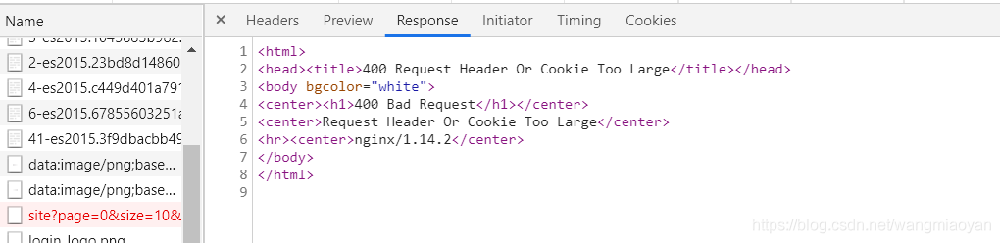 Name
× Headers Preview Response Initiator Timing Cookies
2-es2015.23bd8d14860
4-es2015.c449d401a791
6-es2015.67855603251a
41-es2015.3f9dbacbb49
data:image/png;base...
data:image/png;base...
site?page=0&size=10&
login_logo.png
1 <html>
2 <head><title>400 Request Header Or Cookie Too Large</title></head>
3 <body bgcolor="white">
4 <center><h1>400 Bad Request</h1></center>
5 <center>Request Header Or Cookie Too Large</center>
6 <hr><center>nginx/1.14.2</center>
7 </body>
8 </html>
9
https://blog.csdn.net/wangmiaoyan